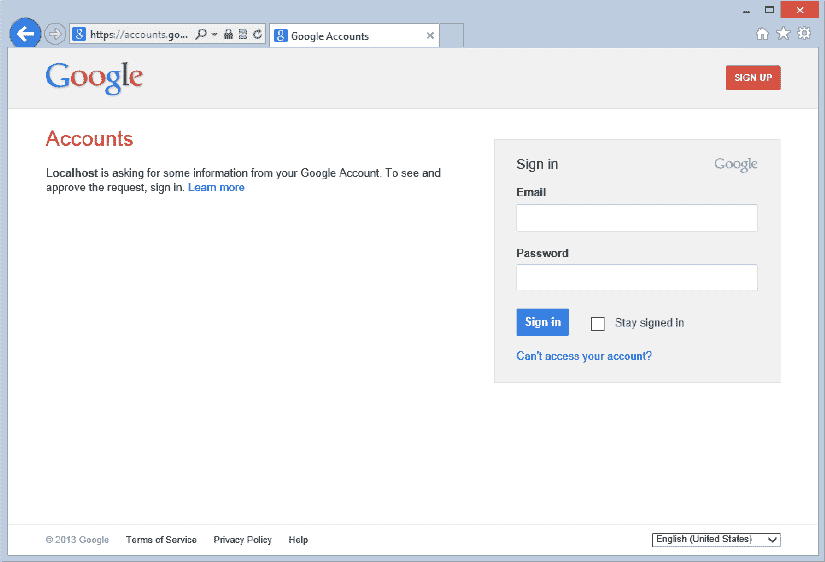 https://accounts.go...
Google Accounts
Google
SIGN UP
Accounts
Localhost is asking for some information from your Google Account. To see and
approve the request, sign in. Learn more
Sign in
Google
Email
Password
Sign in
Stay signed in
Can't access your account?
© 2013 Google
Terms of Service
Privacy Policy
Help
English (United States)